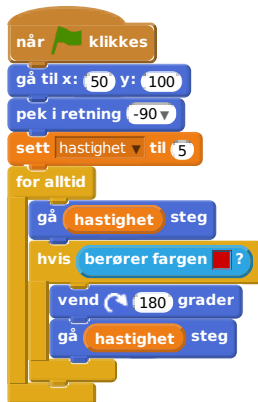 når klikkes
gå til x: 50 y: 100
pek i retning -90
sett hastighet til 5
for alltid
gå hastighet steg
hvis berører fargen ?
vend 180 grader
gå hastighet steg